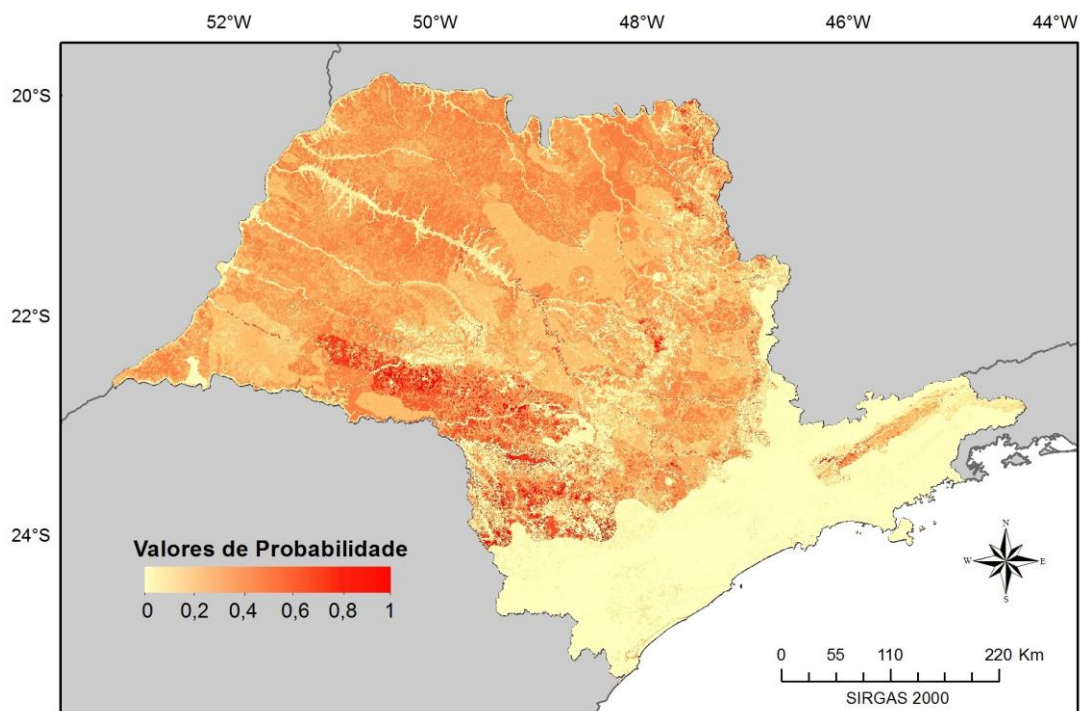 52°W 50°W 48°W 46°W 44°W
20°S
22°S
24°S
Valores de Probabilidade
0 0,2 0,4 0,6 0,8 1
N
W E
S
0 55 110 220 Km
SIRGAS 2000